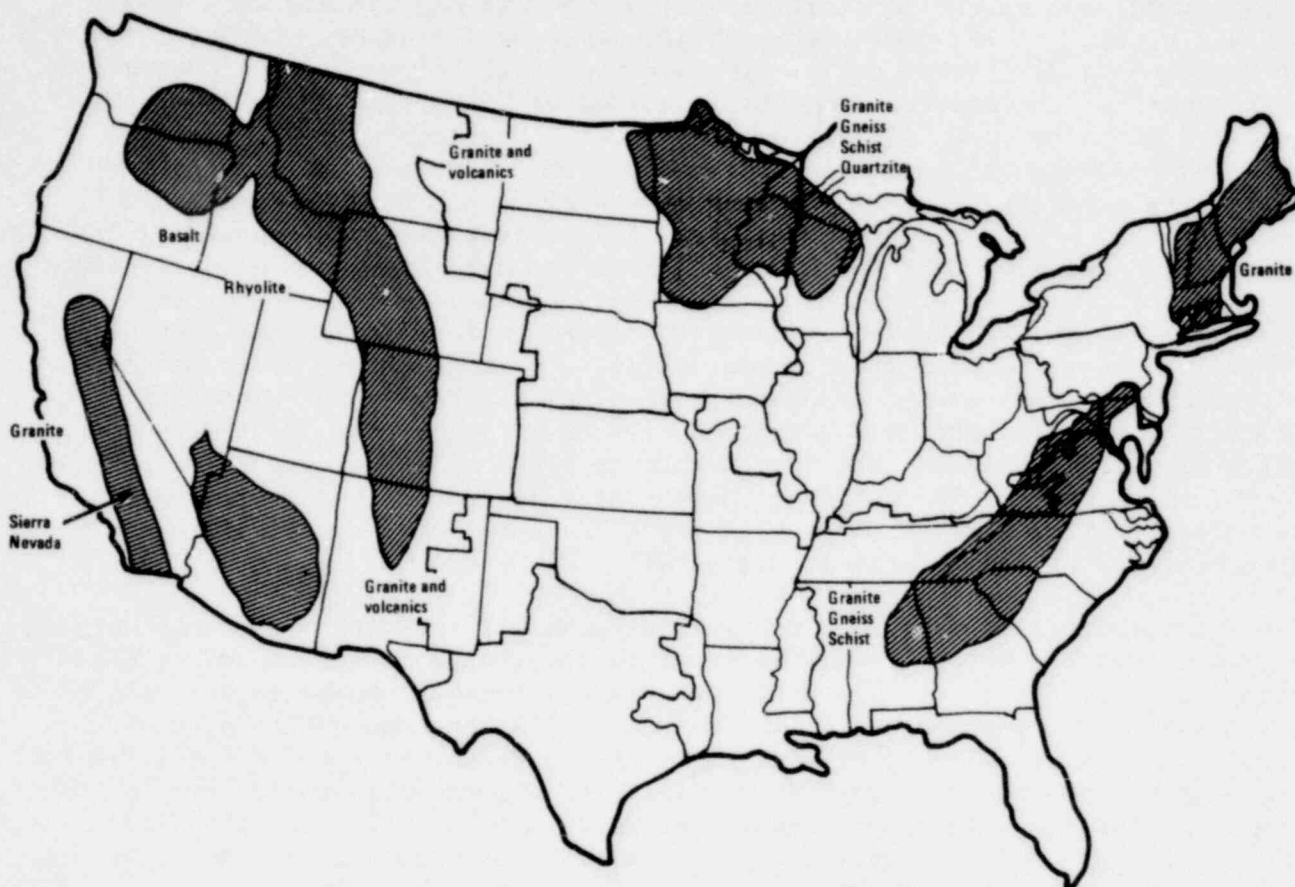 Granite
Gneiss
Schist
Quartzite
Granite and
volcanics
Basalt
Granite
Rhyolite
Granite
Sierra
Nevada
Granite and
volcanics
Granite
Gneiss
Schist